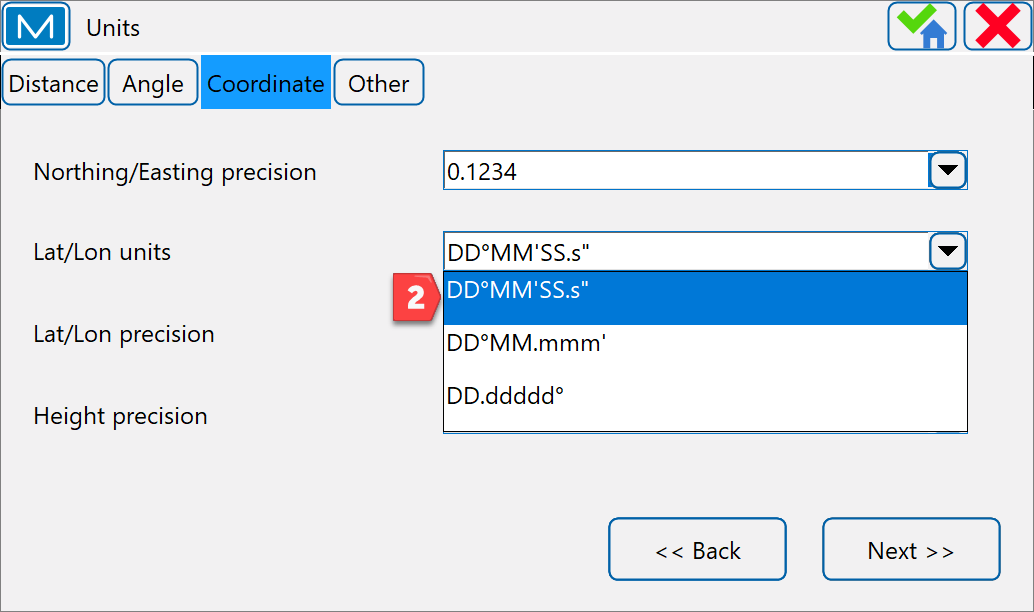 Units
Distance Angle Coordinate Other
Northing/Easting precision 0.1234
Lat/Lon units DD°MM'SS.s"
2 DD°MM'SS.s"
Lat/Lon precision DD°MM.mmm'
DD.ddddd°
Height precision
<< Back Next >>